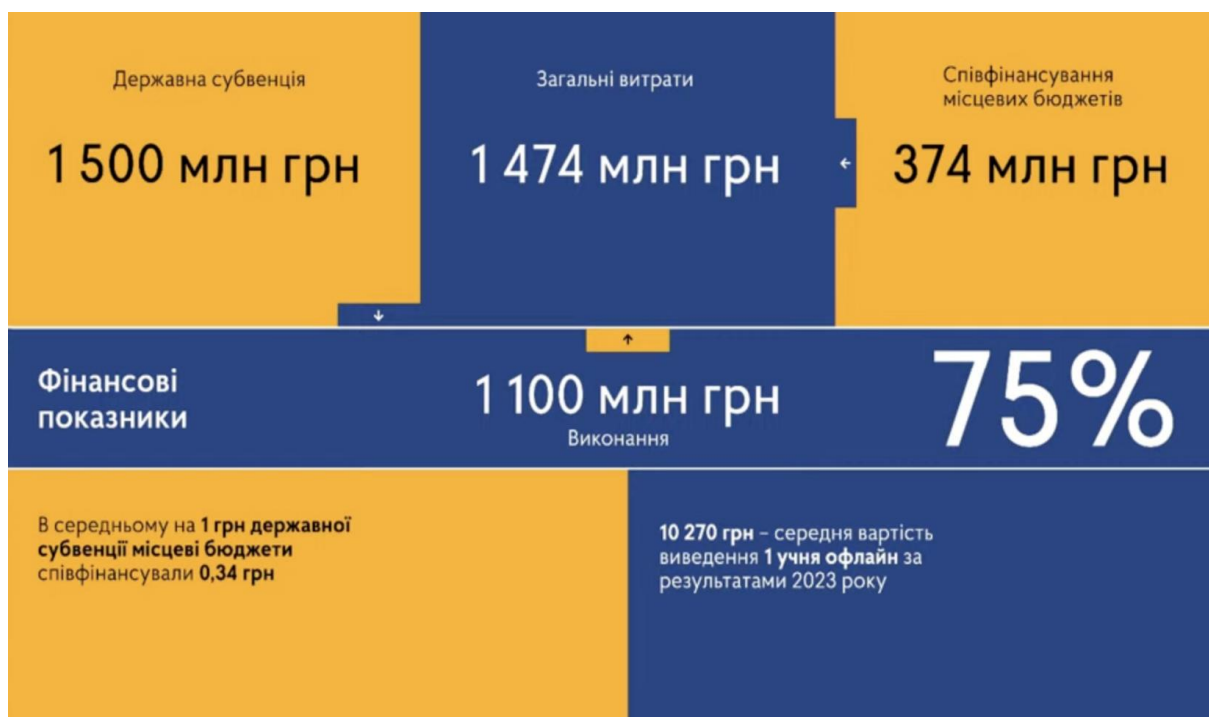 Державна субвенція
1 500 млн грн
Загальні витрати
1 474 млн грн
←
Співфінансування
місцевих бюджетів
374 млн грн
↓
↑
Фінансові
показники
1 100 млн грн
Виконання
75%
В середньому на 1 грн державної
субвенції місцеві бюджети
співфінансували 0,34 грн
10 270 грн – середня вартість
виведення 1 учня офлайн за
результатами 2023 року